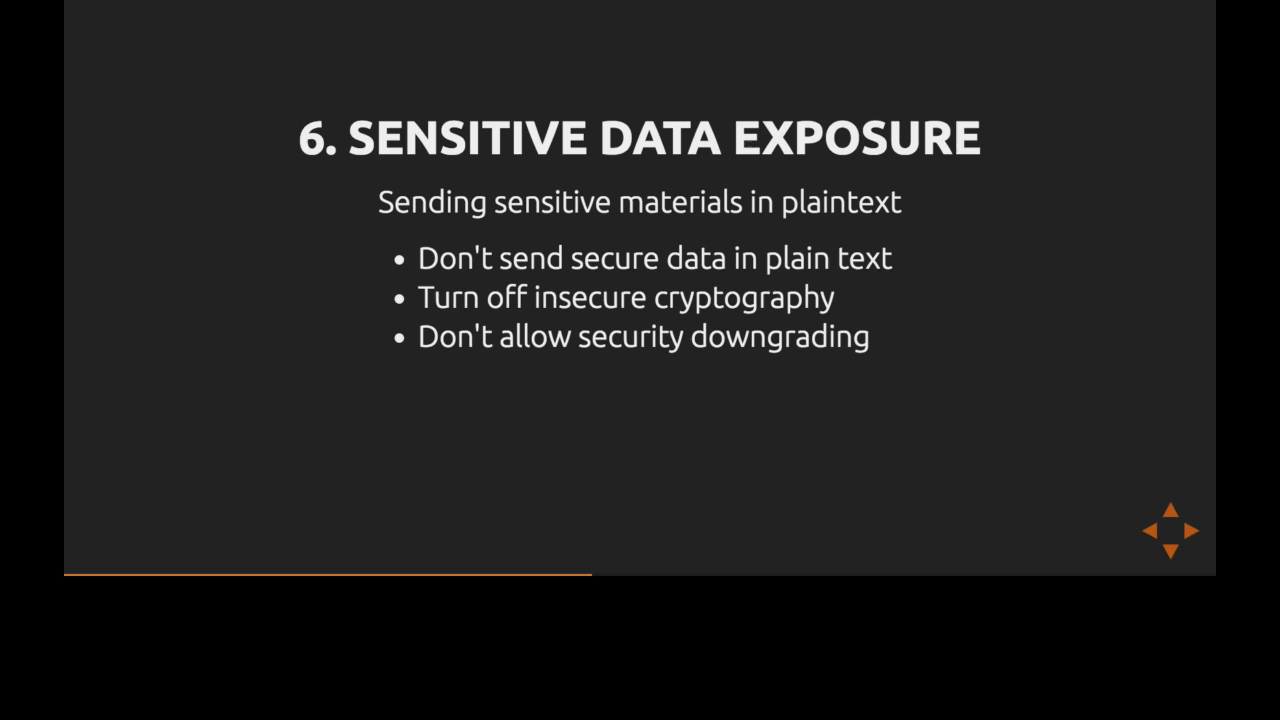 6. SENSITIVE DATA EXPOSURE
Sending sensitive materials in plaintext
• Don't send secure data in plain text
• Turn off insecure cryptography
• Don't allow security downgrading